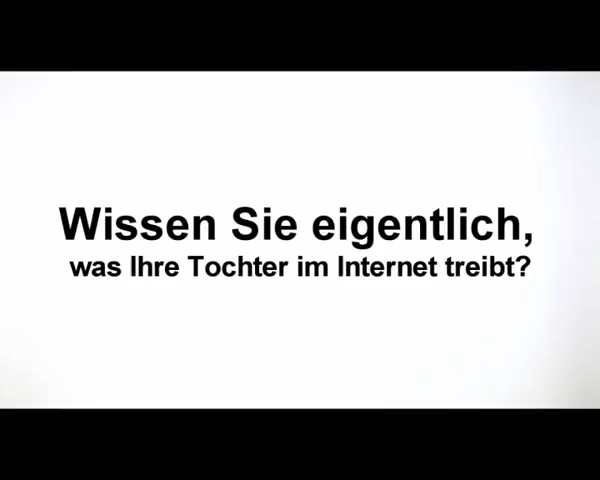 Wissen Sie eigentlich,
was Ihre Tochter im Internet treibt?